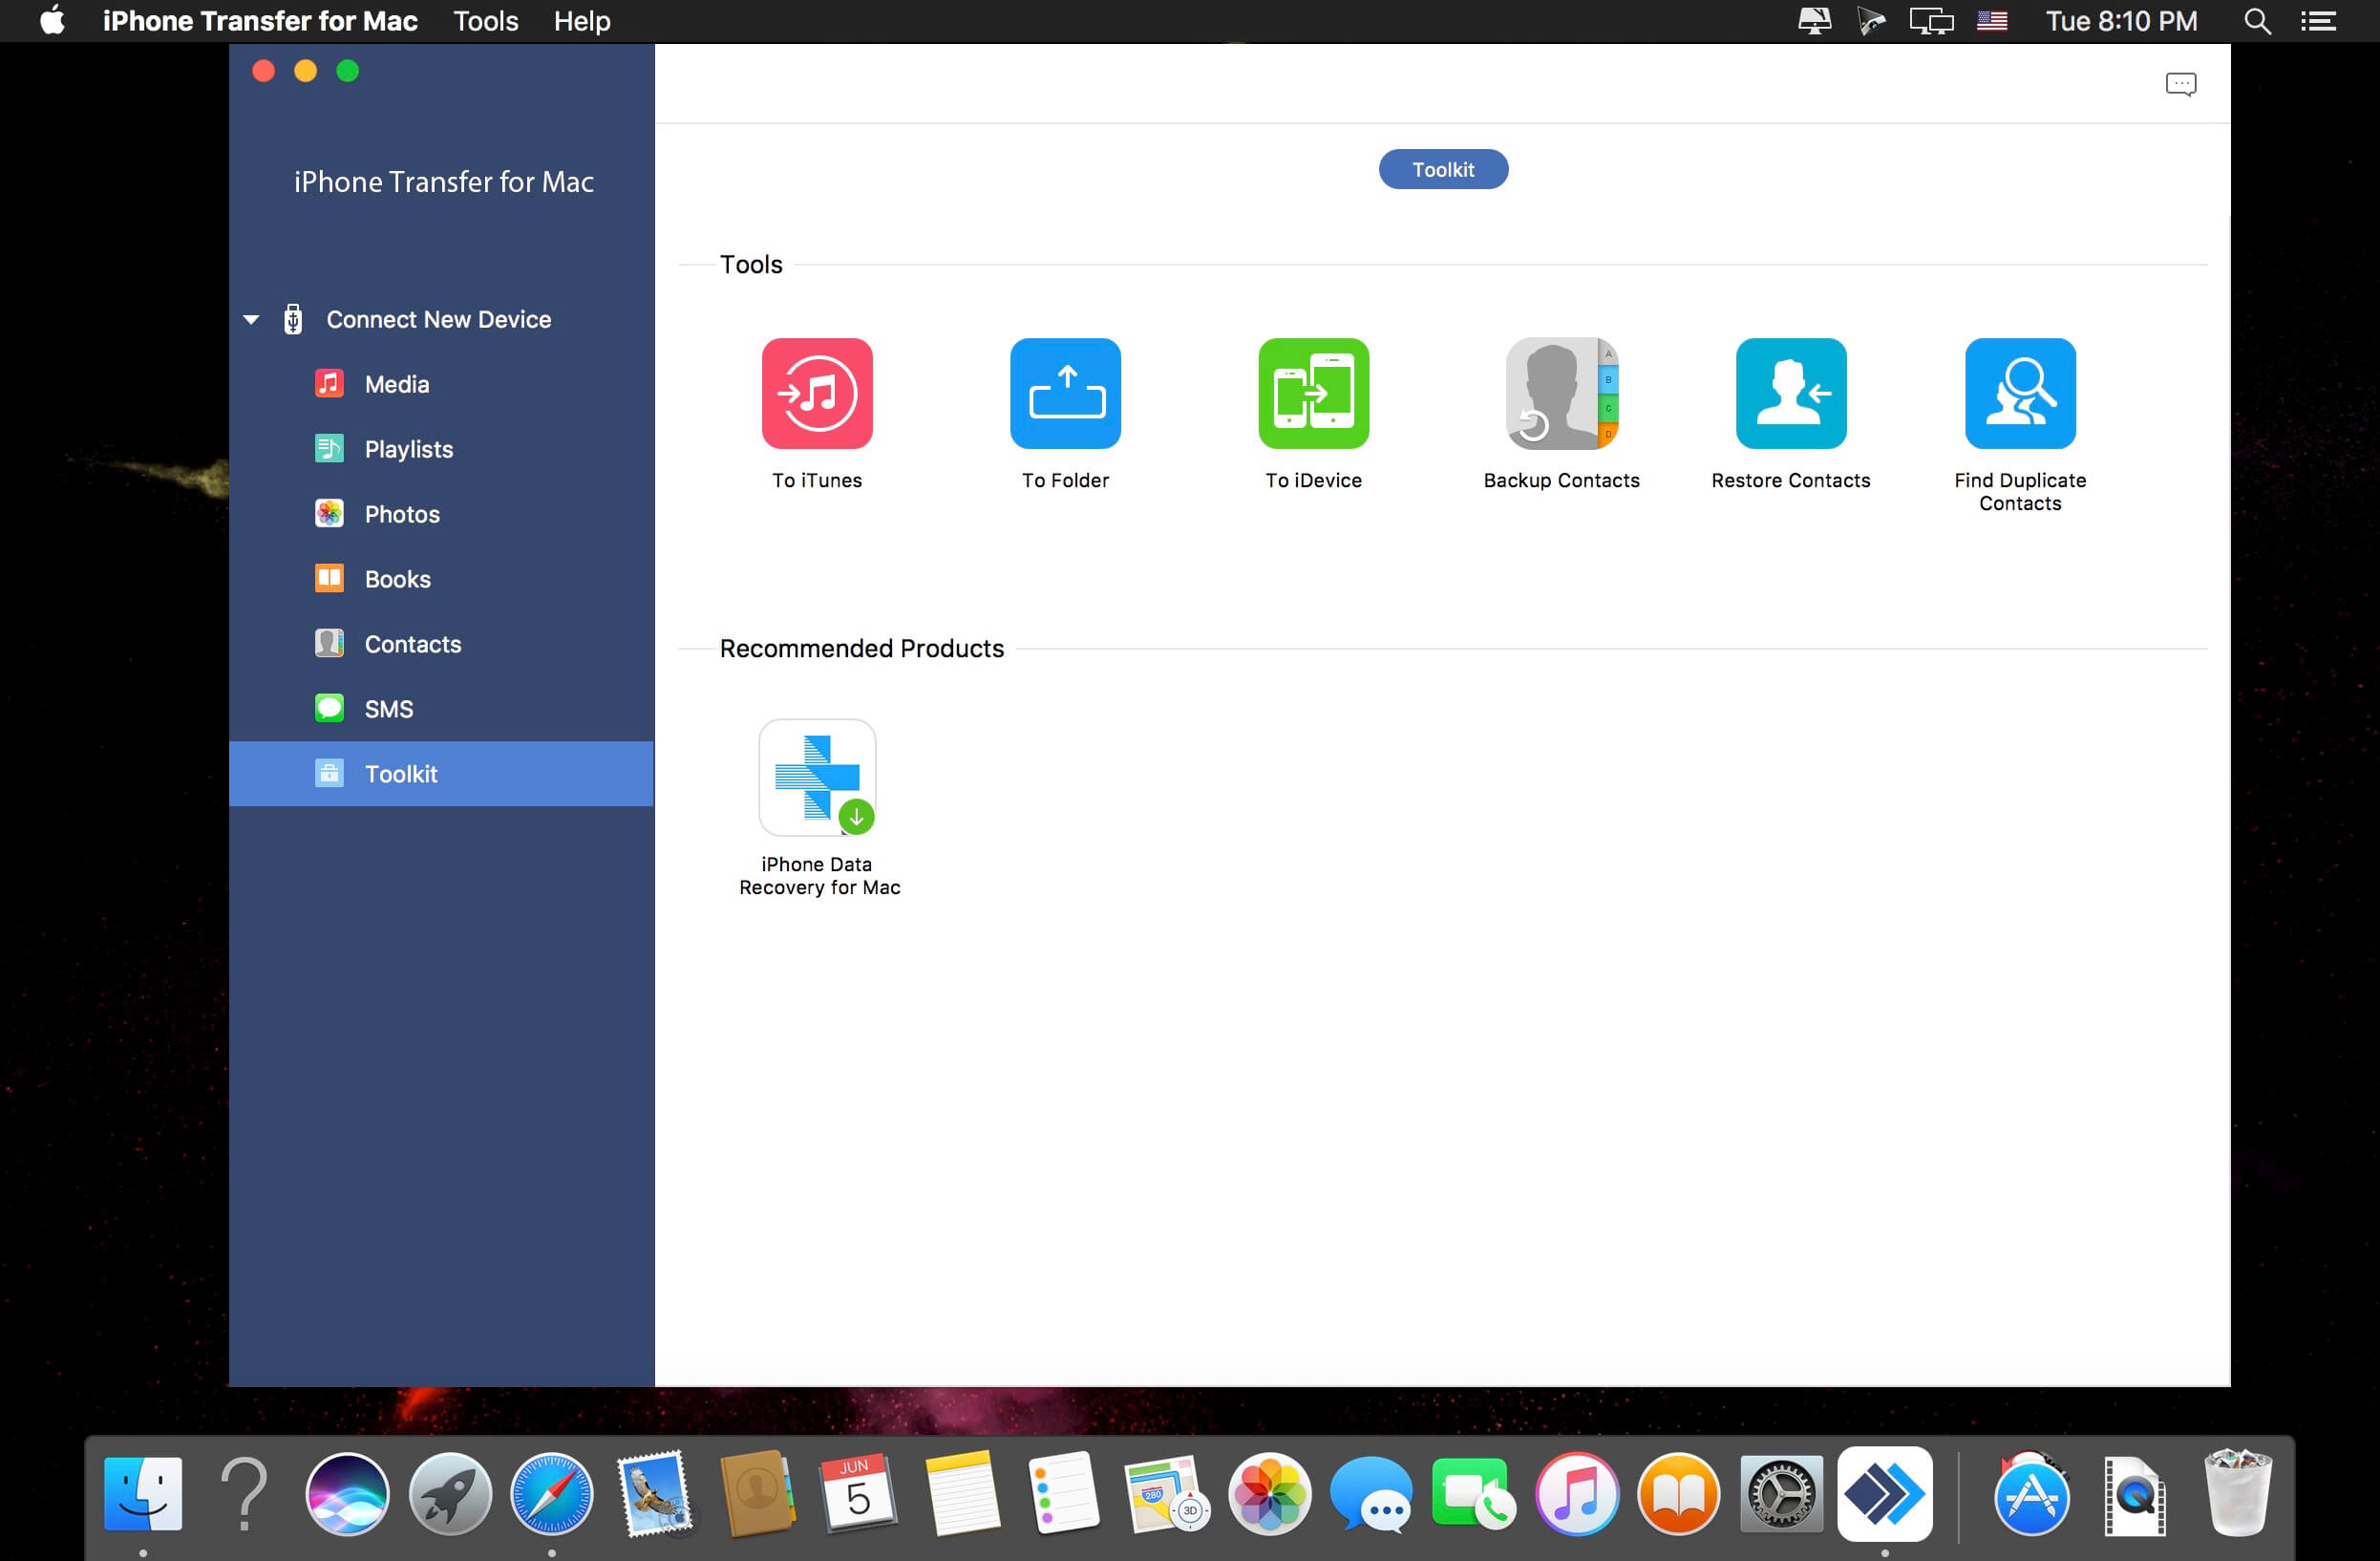 iPhone Transfer for Mac Tools Help Tue 8:10 PM
iPhone Transfer for Mac
Toolkit
Tools
Connect New Device
Media
Playlists
Photos
Books
Contacts
SMS
Toolkit
A
B
C
D
To iTunes
To Folder
To iDevice
Backup Contacts
Restore Contacts
Find Duplicate
Contacts
Recommended Products
iPhone Data
Recovery for Mac
JUN
5
280
3D